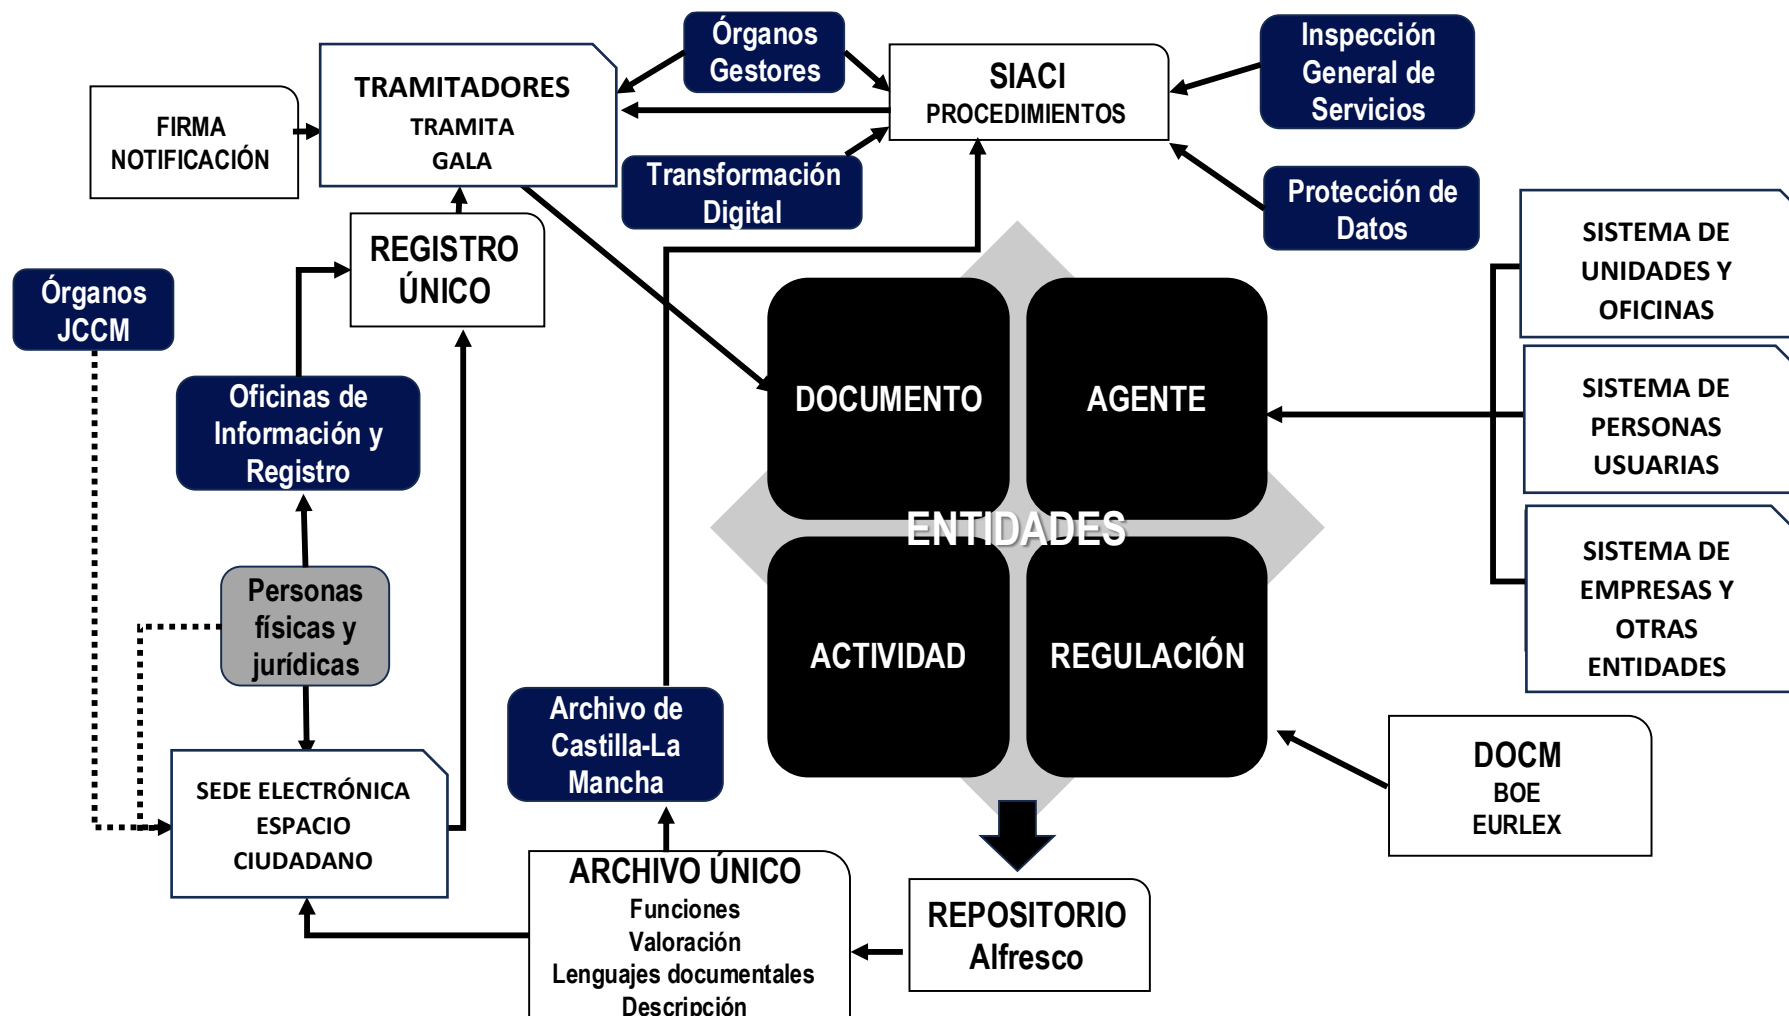 Órganos
Gestores
Inspección
General de
Servicios
TRAMITADORES
TRAMITA
GALA
SIACI
PROCEDIMIENTOS
FIRMA
NOTIFICACIÓN
Transformación
Digital
Protección de
Datos
REGISTRO
ÚNICO
SISTEMA DE
UNIDADES Y
OFICINAS
Órganos
JCCM
Oficinas de
Información y
Registro
DOCUMENTO
AGENTE
SISTEMA DE
PERSONAS
USUARIAS
ENTIDADES
Personas
físicas y
jurídicas
SISTEMA DE
EMPRESAS Y
OTRAS
ENTIDADES
ACTIVIDAD
REGULACIÓN
Archivo de
Castilla-La
Mancha
DOCM
BOE
EURLEX
SEDE ELECTRÓNICA
ESPACIO
CIUDADANO
ARCHIVO ÚNICO
Funciones
Valoración
Lenguajes documentales
Descripción
REPOSITORIO
Alfresco